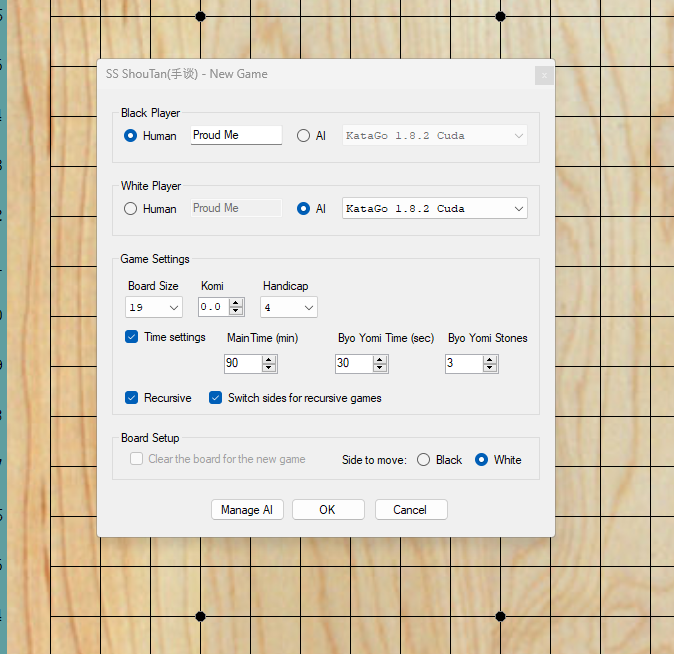 SS ShouTan(手谈) - New Game
Black Player
Human Proud Me AI KataGo 1.8.2 Cuda
White Player
Human Proud Me AI KataGo 1.8.2 Cuda
Game Settings
Board Size Komi Handicap
19 0.0 4
Time settings MainTime (min) Byo Yomi Time (sec) Byo Yomi Stones
90 30 3
Recursive Switch sides for recursive games
Board Setup
Clear the board for the new game Side to move: Black White
Manage AI OK Cancel